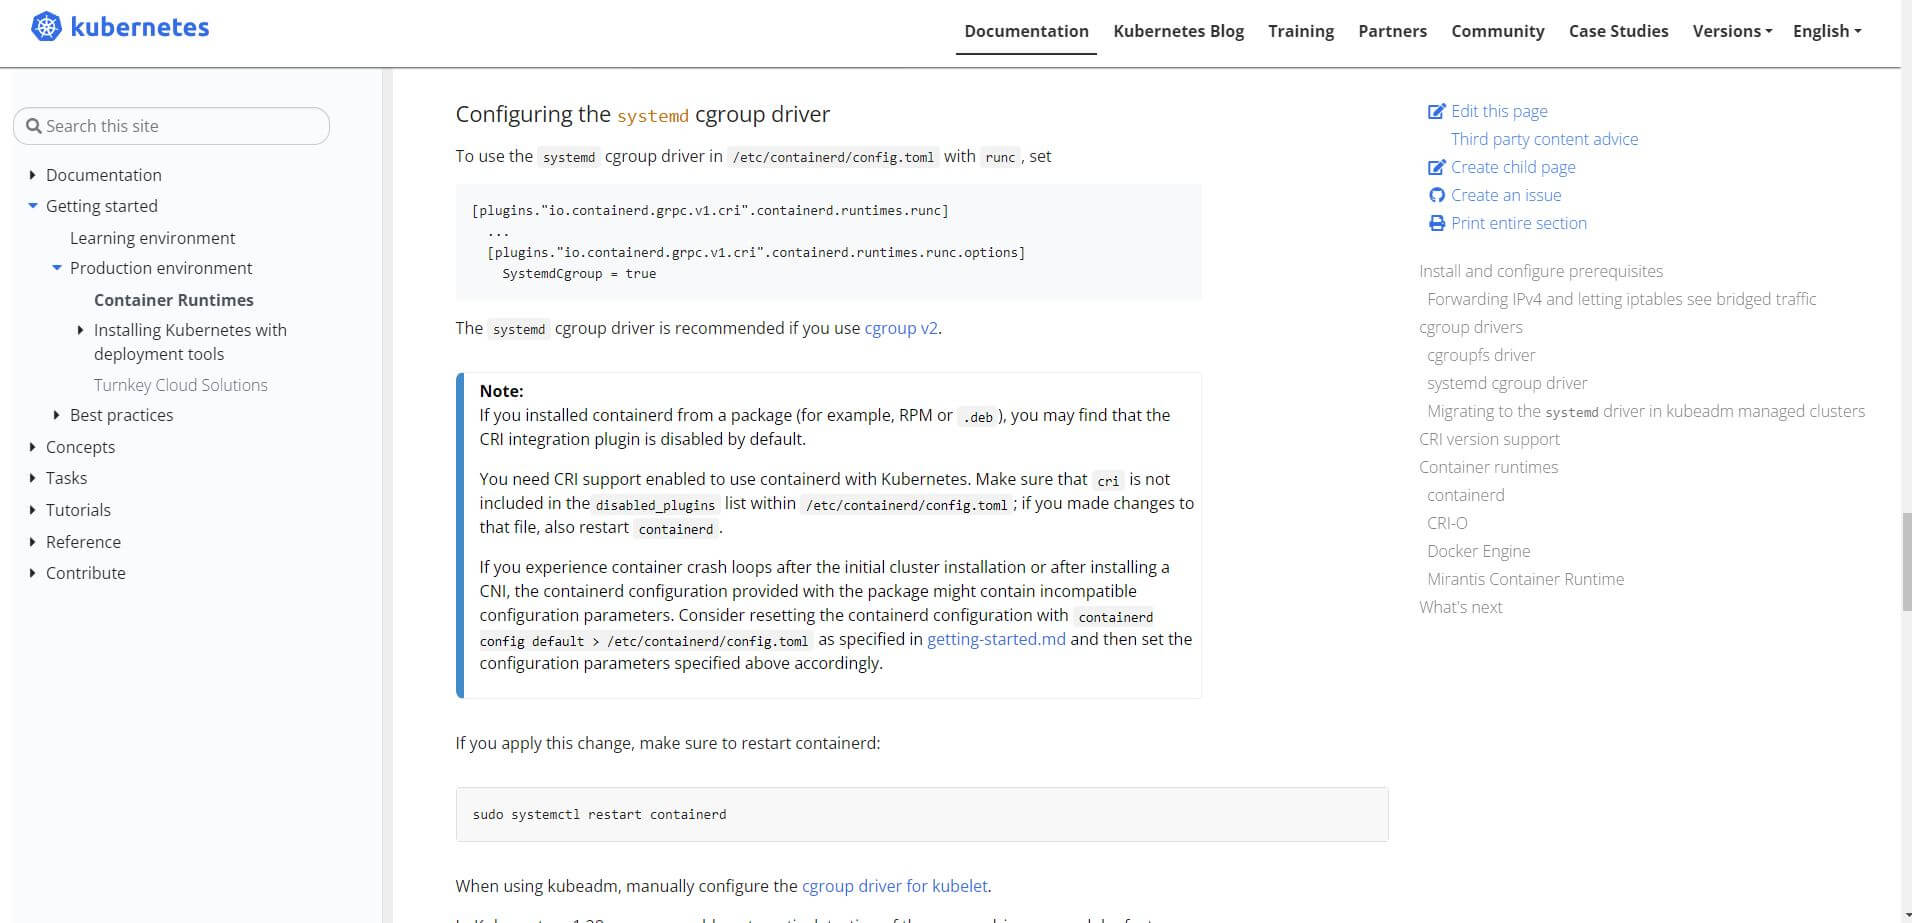 kubernetes
Documentation Kubernetes Blog Training Partners Community Case Studies Versions English
Search this site
Documentation
Getting started
Learning environment
Production environment
Container Runtimes
Installing Kubernetes with
deployment tools
Turnkey Cloud Solutions
Best practices
Concepts
Tasks
Tutorials
Reference
Contribute
Configuring the systemd cgroup driver
To use the systemd cgroup driver in /etc/containerd/config.toml with runc , set
[plugins."io.containerd.grpc.v1.cri".containerd.runtimes.runc]
...
[plugins."io.containerd.grpc.v1.cri".containerd.runtimes.runc.options]
SystemdCgroup = true
The systemd cgroup driver is recommended if you use cgroup v2.
Note:
If you installed containerd from a package (for example, RPM or .deb ), you may find that the
CRI integration plugin is disabled by default.
You need CRI support enabled to use containerd with Kubernetes. Make sure that cri is not
included in the disabled_plugins list within /etc/containerd/config.toml ; if you made changes to
that file, also restart containerd .
If you experience container crash loops after the initial cluster installation or after installing a
CNI, the containerd configuration provided with the package might contain incompatible
configuration parameters. Consider resetting the containerd configuration with containerd
config default > /etc/containerd/config.toml as specified in getting-started.md and then set the
configuration parameters specified above accordingly.
If you apply this change, make sure to restart containerd:
sudo systemctl restart containerd
When using kubeadm, manually configure the cgroup driver for kubelet.
Edit this page
Third party content advice
Create child page
Create an issue
Print entire section
Install and configure prerequisites
Forwarding IPv4 and letting iptables see bridged traffic
cgroup drivers
cgroupfs driver
systemd cgroup driver
Migrating to the systemd driver in kubeadm managed clusters
CRI version support
Container runtimes
containerd
CRI-O
Docker Engine
Mirantis Container Runtime
What's next